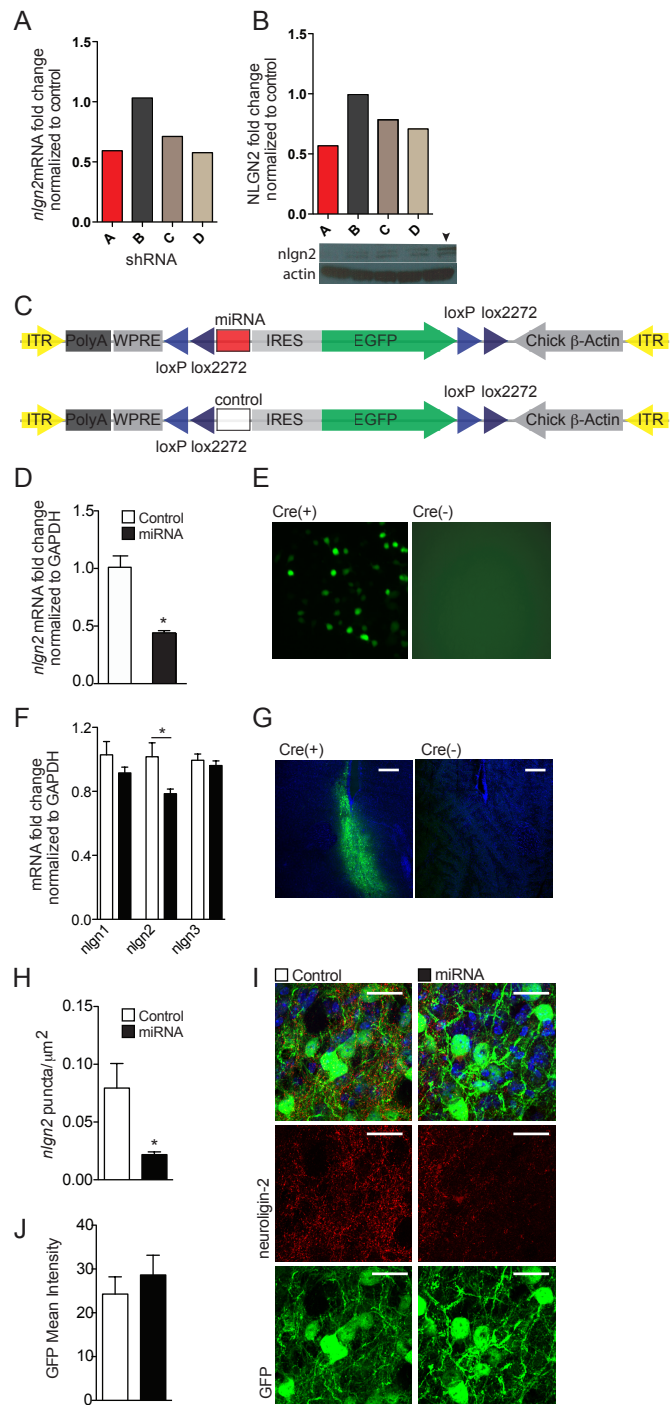 A
nlgn2mRNA fold change
normalized to control
1.5
1.0
0.5
0.0
A B C D
shRNA
B
NLGN2 fold change
normalized to control
1.5
1.0
0.5
0.0
A B C D
nlgn2
actin
C
miRNA
loxP lox2272
ITR PolyA WPRE IRES EGFP Chick β-Actin ITR
loxP lox2272
control
loxP lox2272
ITR PolyA WPRE IRES EGFP Chick β-Actin ITR
loxP lox2272
D
nlgn2 mRNA fold change
normalized to GAPDH
1.5
1.0
0.5
0.0
Control
miRNA
*
E
Cre(+) Cre(-)
F
mRNA fold change
normalized to GAPDH
1.2
0.8
0.4
0.0
*
nlgn1 nlgn2 nlgn3
G
Cre(+) Cre(-)
H
nlgn2 puncta/μm²
0.15
0.10
0.05
0.00
Control
miRNA
*
I
Control miRNA
neuroligin-2
GFP
J
GFP Mean Intensity
40
30
20
10
0